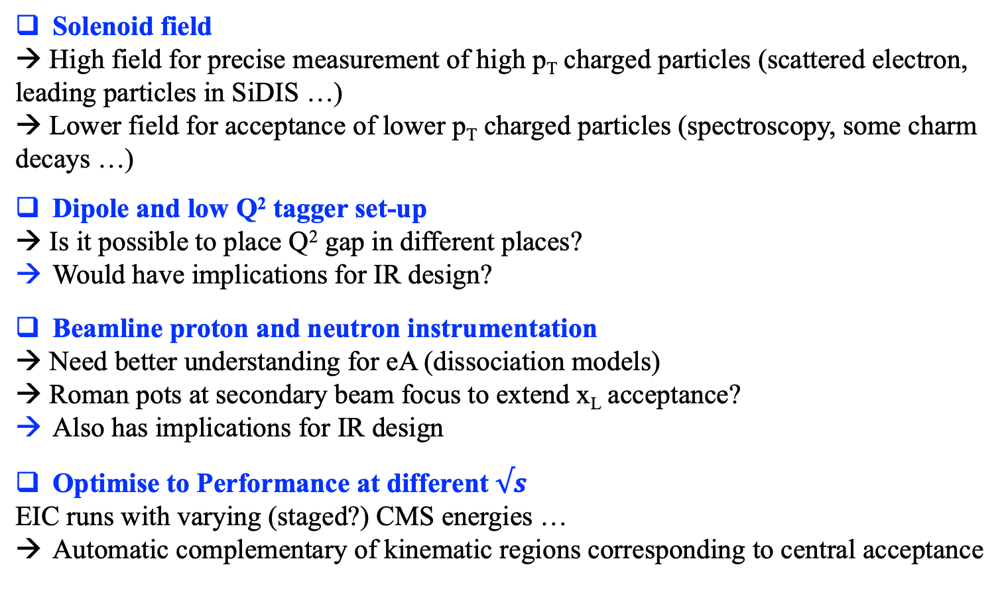 ❑ Solenoid field
→ High field for precise measurement of high p_T charged particles (scattered electron,
leading particles in SiDIS …)
→ Lower field for acceptance of lower p_T charged particles (spectroscopy, some charm
decays …)
❑ Dipole and low Q² tagger set-up
→ Is it possible to place Q² gap in different places?
→ Would have implications for IR design?
❑ Beamline proton and neutron instrumentation
→ Need better understanding for eA (dissociation models)
→ Roman pots at secondary beam focus to extend x_L acceptance?
→ Also has implications for IR design
❑ Optimise to Performance at different √s
EIC runs with varying (staged?) CMS energies …
→ Automatic complementary of kinematic regions corresponding to central acceptance